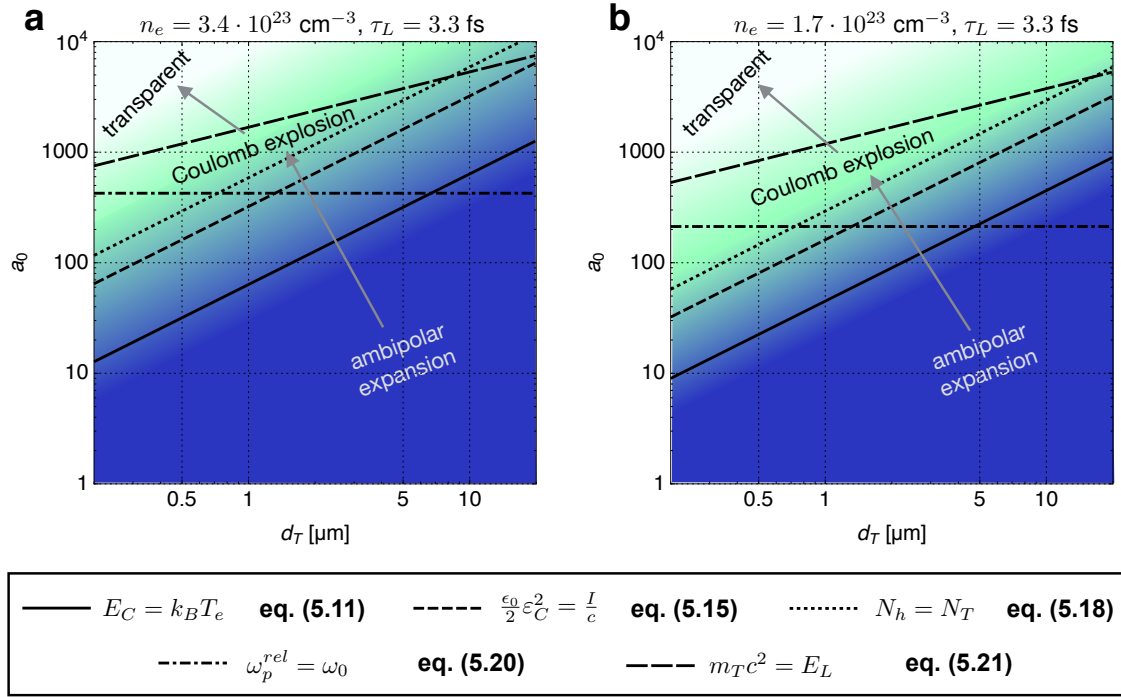 a
n_e = 3.4 · 10^23 cm^−3, τ_L = 3.3 fs
10^4
1000
100
10
1
a_0
transparent
Coulomb explosion
ambipolar
expansion
0.5 1 5 10
d_T [µm]
b
n_e = 1.7 · 10^23 cm^−3, τ_L = 3.3 fs
10^4
1000
100
10
1
a_0
transparent
Coulomb explosion
ambipolar
expansion
0.5 1 5 10
d_T [µm]
E_C = k_B T_e eq. (5.11) ϵ_0/2 ε_C^2 = I/c eq. (5.15) N_h = N_T eq. (5.18)
ω_p^rel = ω_0 eq. (5.20) m_T c^2 = E_L eq. (5.21)